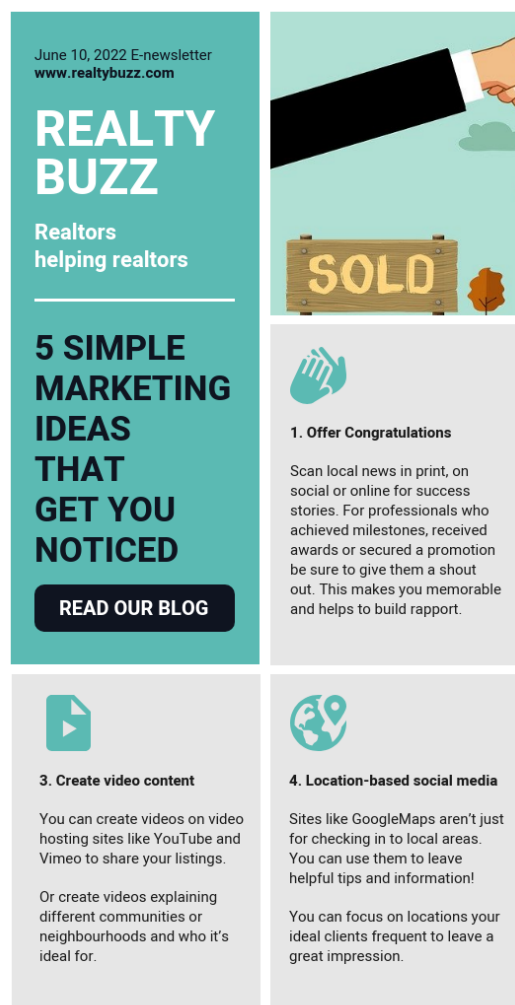 June 10, 2022 E-newsletter
www.realtybuzz.com
REALTY
BUZZ
Realtors
helping realtors
5 SIMPLE
MARKETING
IDEAS
THAT
GET YOU
NOTICED
READ OUR BLOG
SOLD
1. Offer Congratulations
Scan local news in print, on
social or online for success
stories. For professionals who
achieved milestones, received
awards or secured a promotion
be sure to give them a shout
out. This makes you memorable
and helps to build rapport.
3. Create video content
You can create videos on video
hosting sites like YouTube and
Vimeo to share your listings.
Or create videos explaining
different communities or
neighbourhoods and who it's
ideal for.
4. Location-based social media
Sites like GoogleMaps aren't just
for checking in to local areas.
You can use them to leave
helpful tips and information!
You can focus on locations your
ideal clients frequent to leave a
great impression.